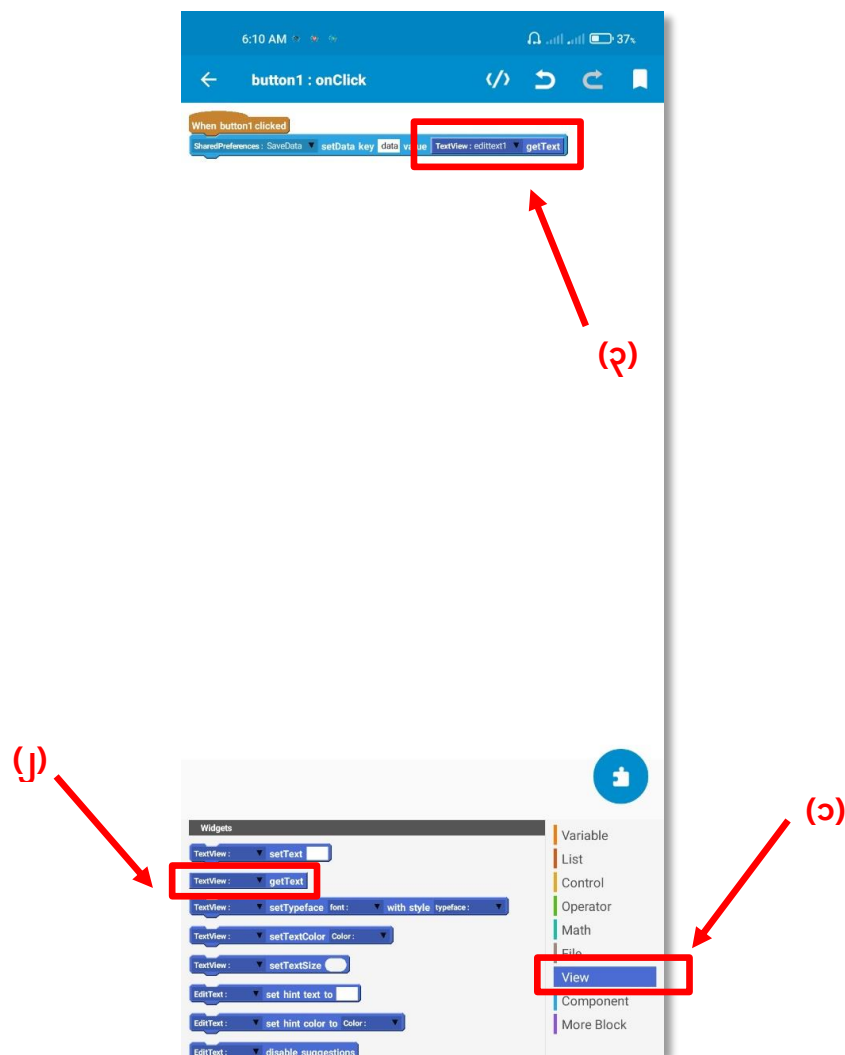 6:10 AM
37%
button1 : onClick
When button1 clicked
SharedPreferences : SaveData setData key data value TextView : edittext1 getText
(၃)
(၂)
(၁)
Widgets
TextView : setText
TextView : getText
TextView : setTypeface font : with style typeface :
TextView : setTextColor Color :
TextView : setTextSize
EditText : set hint text to
EditText : set hint color to Color :
EditText : disable suggestions
Variable
List
Control
Operator
Math
File
View
Component
More Block